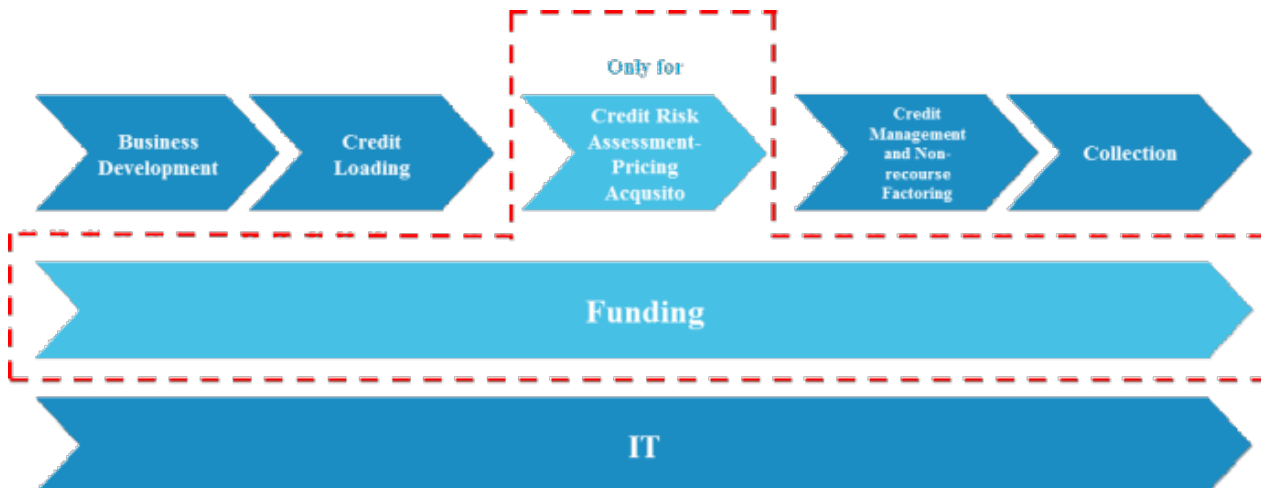 Only for
Business
Development
Credit
Loading
Credit Risk
Assessment-
Pricing
Acqusito
Credit
Management
and Non-
recourse
Factoring
Collection
Funding
IT